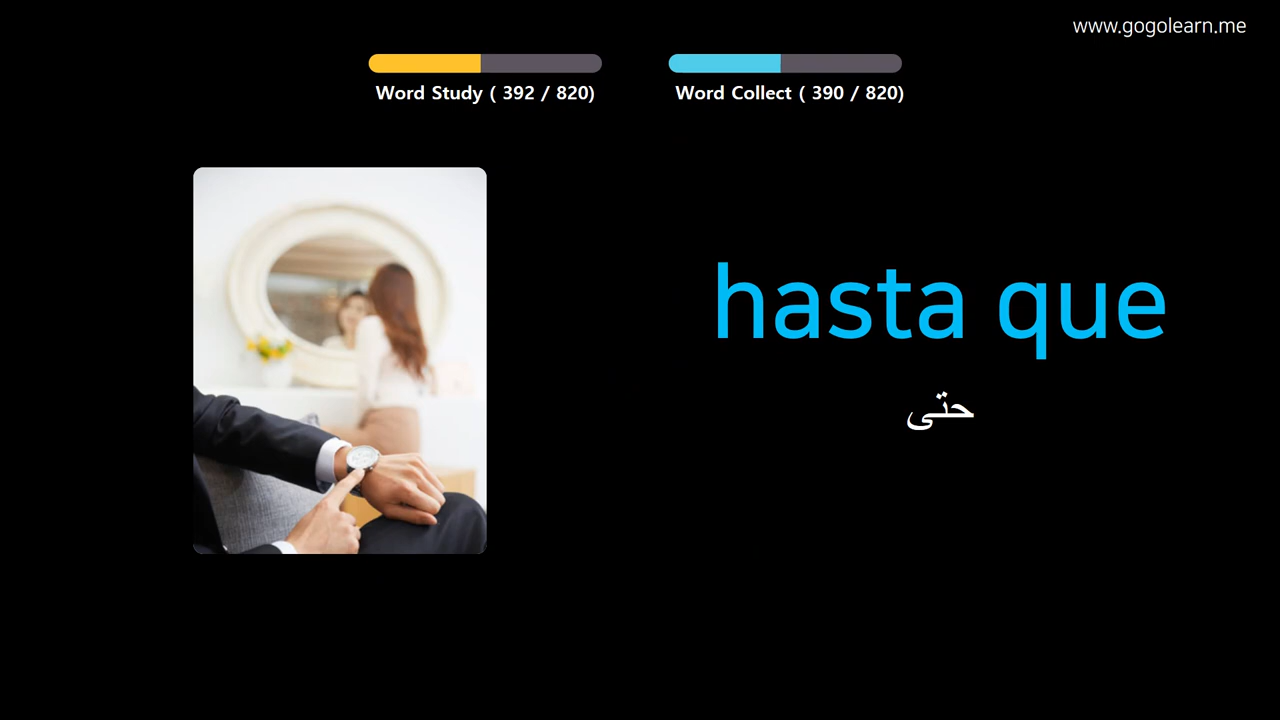 www.gogolearn.me
Word Study ( 392 / 820)
Word Collect ( 390 / 820)
hasta que
حتى